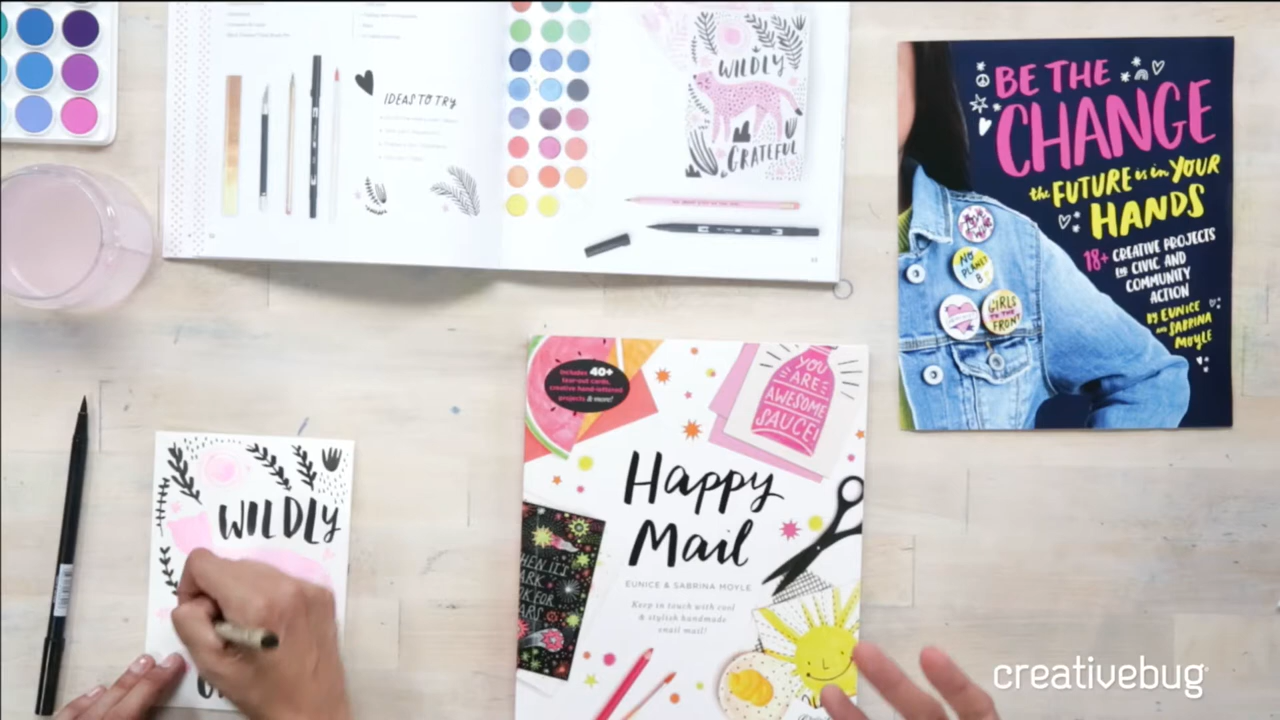 IDEAS TO TRY
WILDLY
GRATEFUL
BE THE
CHANGE
the FUTURE is in YOUR
HANDS
18+ CREATIVE PROJECTS
for CIVIC AND
COMMUNITY
ACTION
BY EUNICE
AND SABRINA
MOYLE
NO
PLANET
B
GIRLS
TO THE
FRONT
Includes 40+
tear-out cards,
creative hand-lettered
projects & more!
YOU
ARE
AWESOME
SAUCE!
Happy
Mail
EUNICE & SABRINA MOYLE
Keep in touch with cool
& stylish handmade
snail mail!
WILDLY
creativebug